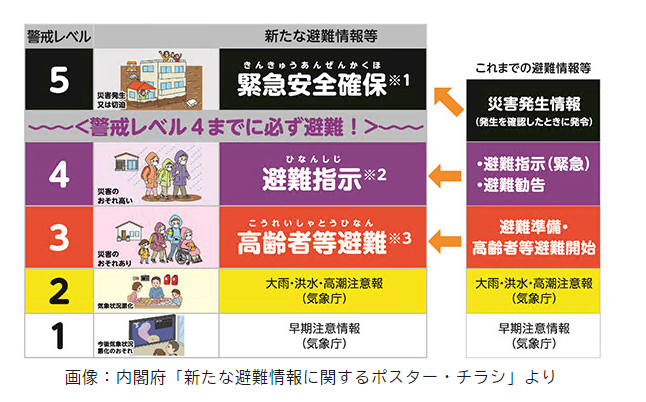 警戒レベル
新たな避難情報等
これまでの避難情報等
5
災害発生
又は切迫
きんきゅうあんぜんかくほ
緊急安全確保※1
災害発生情報
(発生を確認したときに発令)
〜〜〜<警戒レベル4までに必ず避難!>〜〜〜
4
災害の
おそれ高い
ひなんしじ
避難指示※2
・避難指示(緊急)
・避難勧告
3
災害の
おそれあり
こうれいしゃとうひなん
高齢者等避難※3
避難準備・
高齢者等避難開始
2
気象状況悪化
大雨・洪水・高潮注意報
(気象庁)
大雨・洪水・高潮注意報
(気象庁)
1
今後気象状況
悪化のおそれ
早期注意情報
(気象庁)
早期注意情報
(気象庁)
画像:内閣府「新たな避難情報に関するポスター・チラシ」より